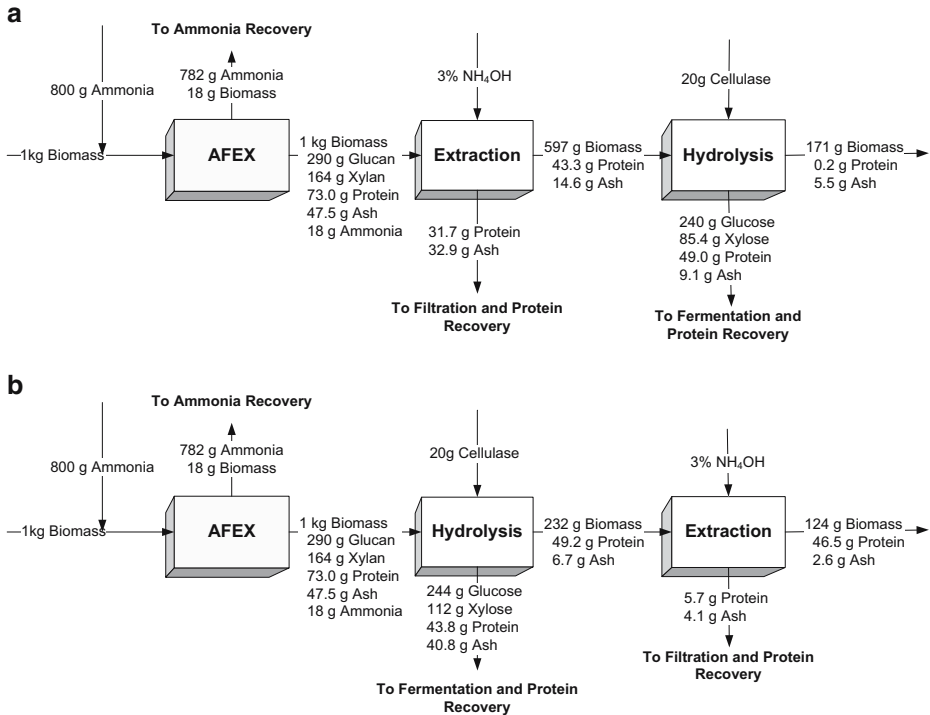 a
To Ammonia Recovery
800 g Ammonia
782 g Ammonia
18 g Biomass
3% NH₄OH
20g Cellulase
1kg Biomass
AFEX
1 kg Biomass
290 g Glucan
164 g Xylan
73.0 g Protein
47.5 g Ash
18 g Ammonia
Extraction
597 g Biomass
43.3 g Protein
14.6 g Ash
Hydrolysis
171 g Biomass
0.2 g Protein
5.5 g Ash
31.7 g Protein
32.9 g Ash
To Filtration and Protein
Recovery
240 g Glucose
85.4 g Xylose
49.0 g Protein
9.1 g Ash
To Fermentation and
Protein Recovery
b
To Ammonia Recovery
800 g Ammonia
782 g Ammonia
18 g Biomass
20g Cellulase
3% NH₄OH
1kg Biomass
AFEX
1 kg Biomass
290 g Glucan
164 g Xylan
73.0 g Protein
47.5 g Ash
18 g Ammonia
Hydrolysis
232 g Biomass
49.2 g Protein
6.7 g Ash
Extraction
124 g Biomass
46.5 g Protein
2.6 g Ash
244 g Glucose
112 g Xylose
43.8 g Protein
40.8 g Ash
To Fermentation and Protein
Recovery
5.7 g Protein
4.1 g Ash
To Filtration and Protein
Recovery